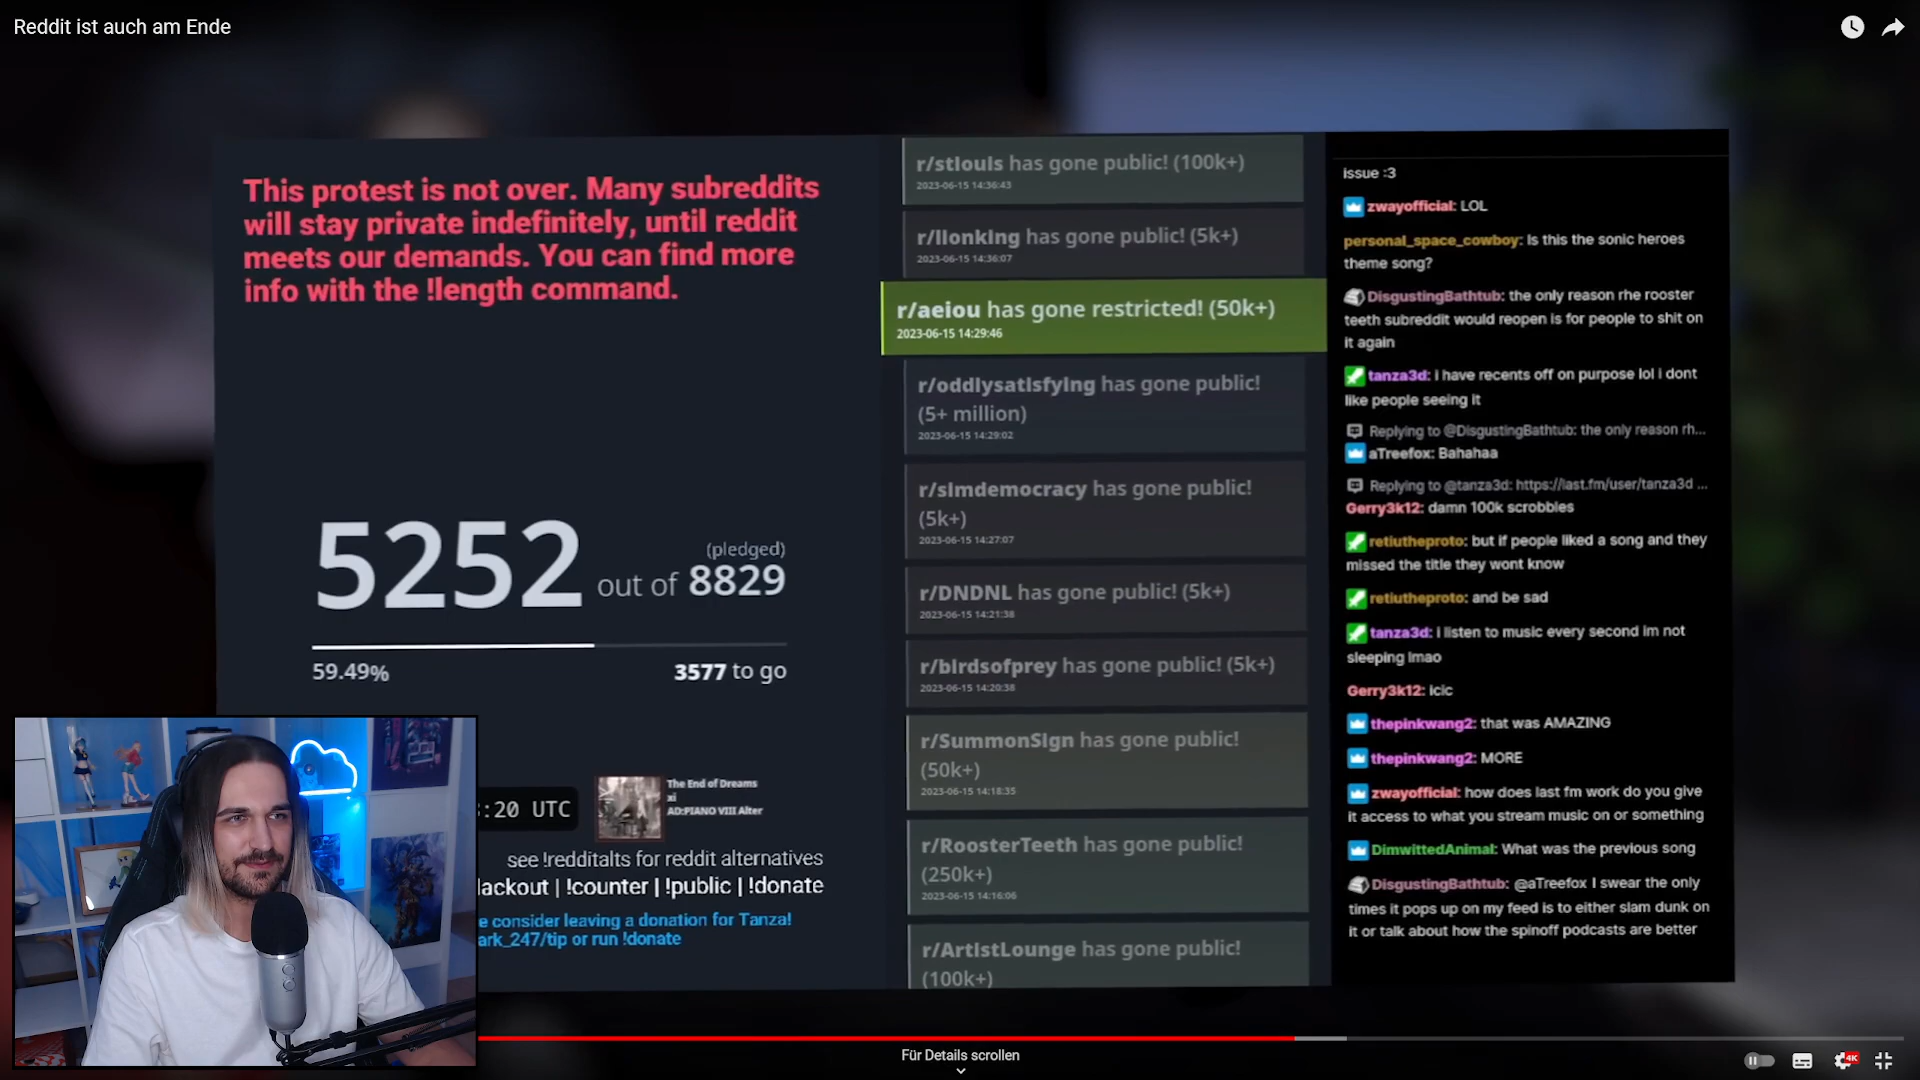 Reddit ist auch am Ende
This protest is not over. Many subreddits
will stay private indefinitely, until reddit
meets our demands. You can find more
info with the !length command.
5252 out of (pledged) 8829
59.49% 3577 to go
:20 UTC
The End of Dreams
xi
AD:PIANO VIII Alter
see !redditalts for reddit alternatives
lackout | !counter | !public | !donate
e consider leaving a donation for Tanza!
ark_247/tip or run !donate
r/stlouis has gone public! (100k+)
2023-06-15 14:36:43
r/lionking has gone public! (5k+)
2023-06-15 14:36:07
r/aeiou has gone restricted! (50k+)
2023-06-15 14:29:46
r/oddlysatisfying has gone public!
(5+ million)
2023-06-15 14:29:02
r/simdemocracy has gone public!
(5k+)
2023-06-15 14:27:07
r/DNDNL has gone public! (5k+)
2023-06-15 14:21:38
r/birdsofprey has gone public! (5k+)
2023-06-15 14:20:38
r/SummonSign has gone public!
(50k+)
2023-06-15 14:18:35
r/RoosterTeeth has gone public!
(250k+)
2023-06-15 14:16:06
r/ArtistLounge has gone public!
(100k+)
issue :3
zwayofficial: LOL
personal_space_cowboy: Is this the sonic heroes
theme song?
DisgustingBathtub: the only reason rhe rooster
teeth subreddit would reopen is for people to shit on
it again
tanza3d: i have recents off on purpose lol i dont
like people seeing it
Replying to @DisgustingBathtub: the only reason rh...
aTreefox: Bahahaa
Replying to @tanza3d: https://last.fm/user/tanza3d ...
Gerry3k12: damn 100k scrobbles
retiutheproto: but if people liked a song and they
missed the title they wont know
retiutheproto: and be sad
tanza3d: i listen to music every second im not
sleeping lmao
Gerry3k12: icic
thepinkwang2: that was AMAZING
thepinkwang2: MORE
zwayofficial: how does last fm work do you give
it access to what you stream music on or something
DimwittedAnimal: What was the previous song
DisgustingBathtub: @aTreefox I swear the only
times it pops up on my feed is to either slam dunk on
it or talk about how the spinoff podcasts are better
Für Details scrollen
4K